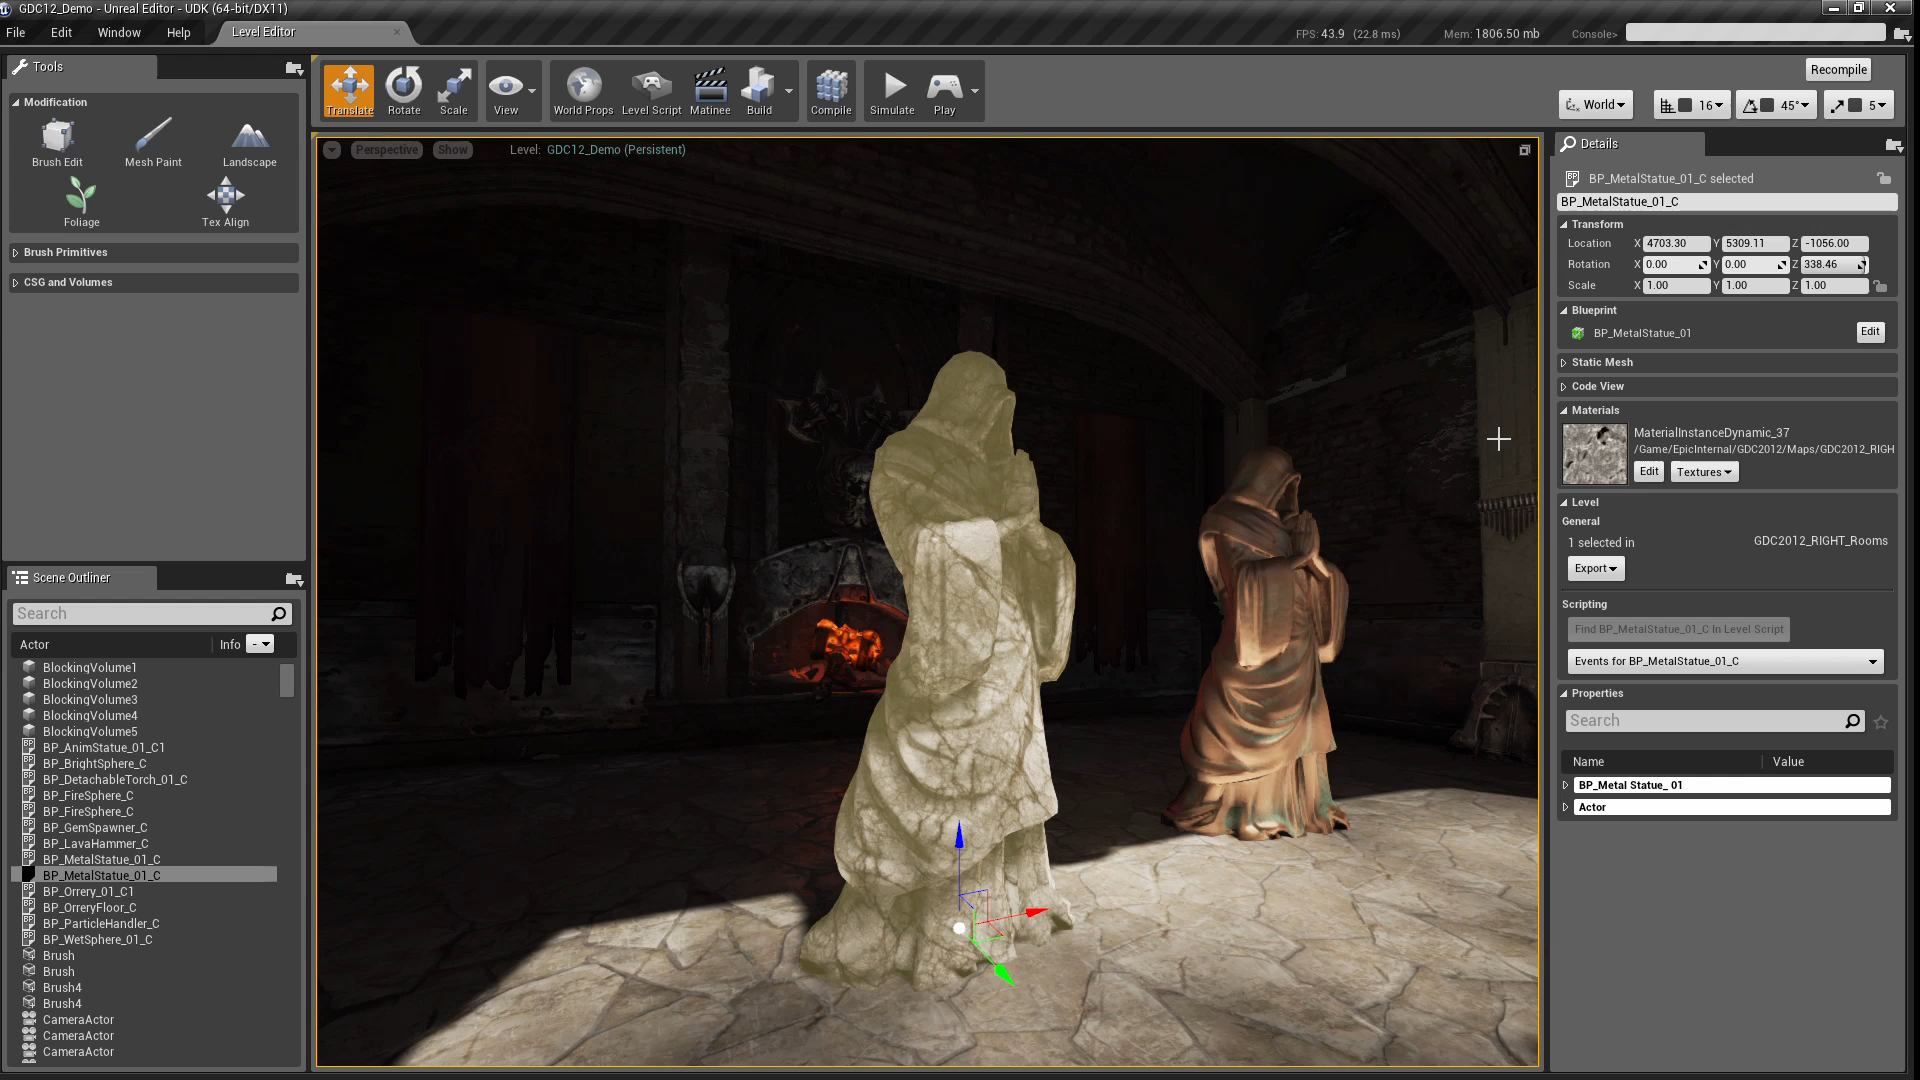 GDC12_Demo - Unreal Editor - UDK (64-bit/DX11)
File Edit Window Help Level Editor
FPS: 43.9 (22.8 ms) Mem: 1806.50 mb Console>
Tools
Modification
Brush Edit Mesh Paint Landscape
Foliage Tex Align
Brush Primitives
CSG and Volumes
Scene Outliner
Search
Actor Info -
BlockingVolume1
BlockingVolume2
BlockingVolume3
BlockingVolume4
BlockingVolume5
BP_AnimStatue_01_C1
BP_BrightSphere_C
BP_DetachableTorch_01_C
BP_FireSphere_C
BP_FireSphere_C
BP_GemSpawner_C
BP_LavaHammer_C
BP_MetalStatue_01_C
BP_MetalStatue_01_C
BP_Orrery_01_C1
BP_OrreryFloor_C
BP_ParticleHandler_C
BP_WetSphere_01_C
Brush
Brush
Brush4
Brush4
CameraActor
CameraActor
CameraActor
Translate Rotate Scale View World Props Level Script Matinee Build Compile Simulate Play
Recompile
World 16 45° 5
Perspective Show Level: GDC12_Demo (Persistent)
Details
BP_MetalStatue_01_C selected
BP_MetalStatue_01_C
Transform
Location X 4703.30 Y 5309.11 Z -1056.00
Rotation X 0.00 Y 0.00 Z 338.46
Scale X 1.00 Y 1.00 Z 1.00
Blueprint
BP_MetalStatue_01 Edit
Static Mesh
Code View
Materials
MaterialInstanceDynamic_37
/Game/EpicInternal/GDC2012/Maps/GDC2012_RIGH
Edit Textures
Level
General
1 selected in GDC2012_RIGHT_Rooms
Export
Scripting
Find BP_MetalStatue_01_C In Level Script
Events for BP_MetalStatue_01_C
Properties
Search
Name Value
BP_Metal Statue_ 01
Actor